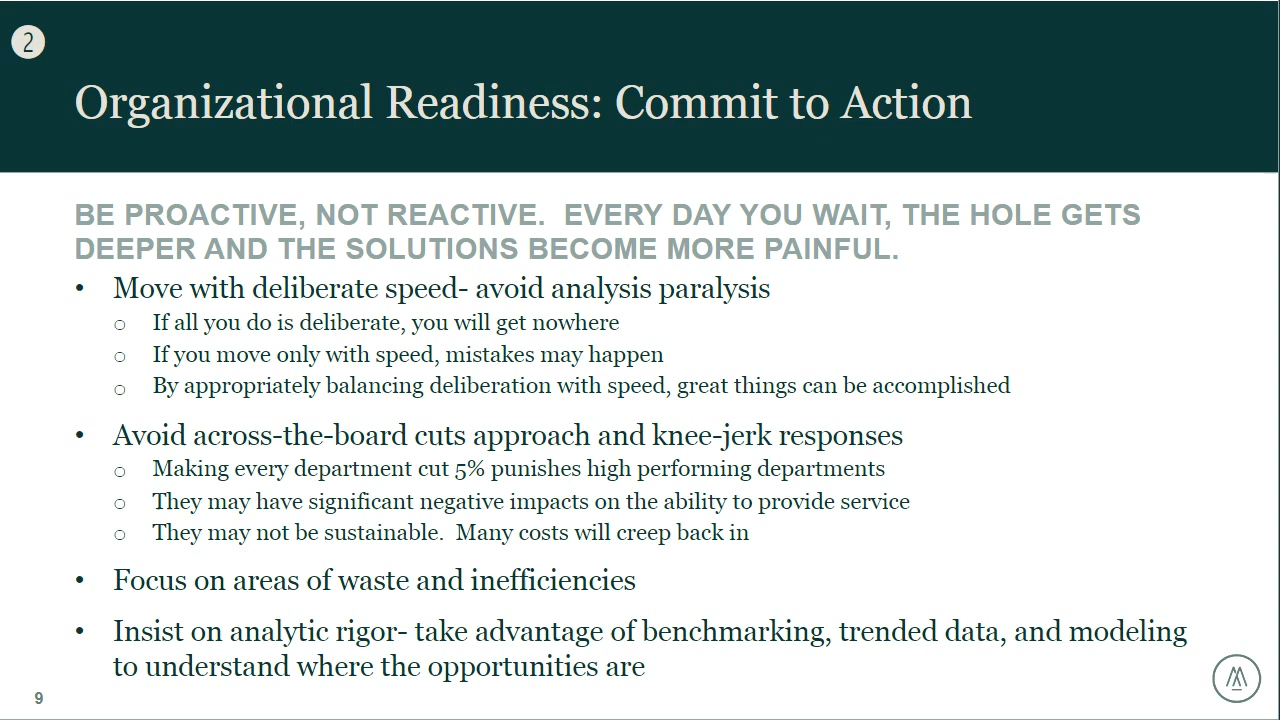 2
Organizational Readiness: Commit to Action
BE PROACTIVE, NOT REACTIVE.  EVERY DAY YOU WAIT, THE HOLE GETS
DEEPER AND THE SOLUTIONS BECOME MORE PAINFUL.
• Move with deliberate speed- avoid analysis paralysis
o If all you do is deliberate, you will get nowhere
o If you move only with speed, mistakes may happen
o By appropriately balancing deliberation with speed, great things can be accomplished
• Avoid across-the-board cuts approach and knee-jerk responses
o Making every department cut 5% punishes high performing departments
o They may have significant negative impacts on the ability to provide service
o They may not be sustainable.  Many costs will creep back in
• Focus on areas of waste and inefficiencies
• Insist on analytic rigor- take advantage of benchmarking, trended data, and modeling
to understand where the opportunities are
9